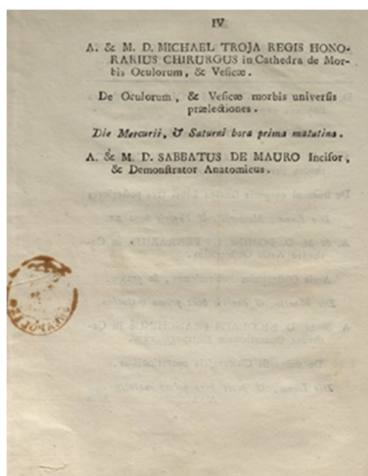 IV
A. & M. D. MICHAEL TROJA REGIS HONO-
RARIUS CHIRURGUS in Cathedra de Mor-
bis Oculorum, & Vesicæ.
De Oculorum, & Vesicæ morbis universis
prælectiones.
Die Mercurii, & Saturni hora prima matutina.
A. & M. D. SABBATUS DE MAURO Incisor,
& Demonstrator Anatomicus.